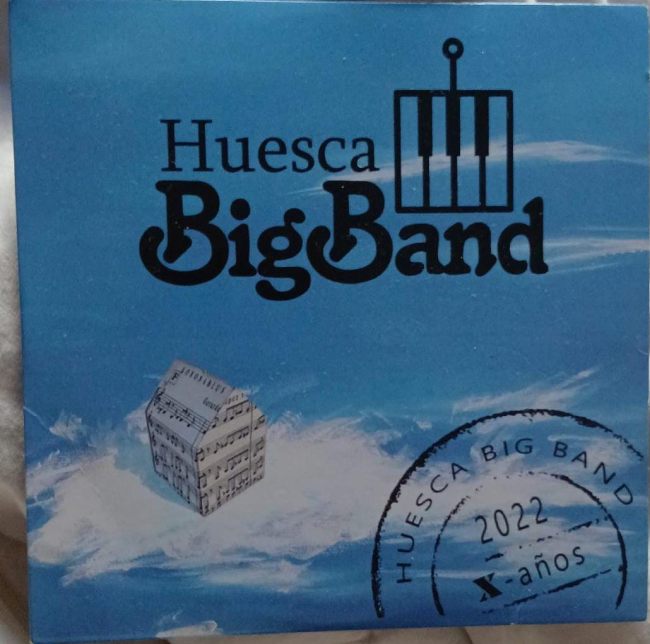 Huesca
BigBand
HUESCA BIG BAND
2022
X-años